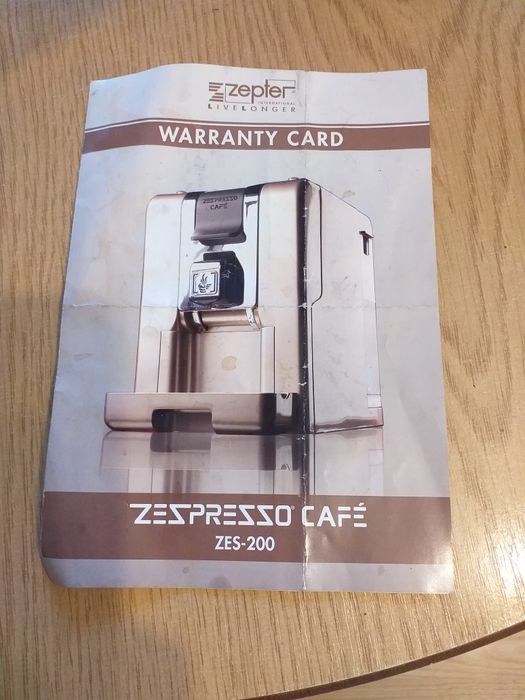 zepter
INTERNATIONAL
LIVELONGER
WARRANTY CARD
ZESPRESSO
CAFÉ
ZESPRESSO CAFÉ
ZES-200